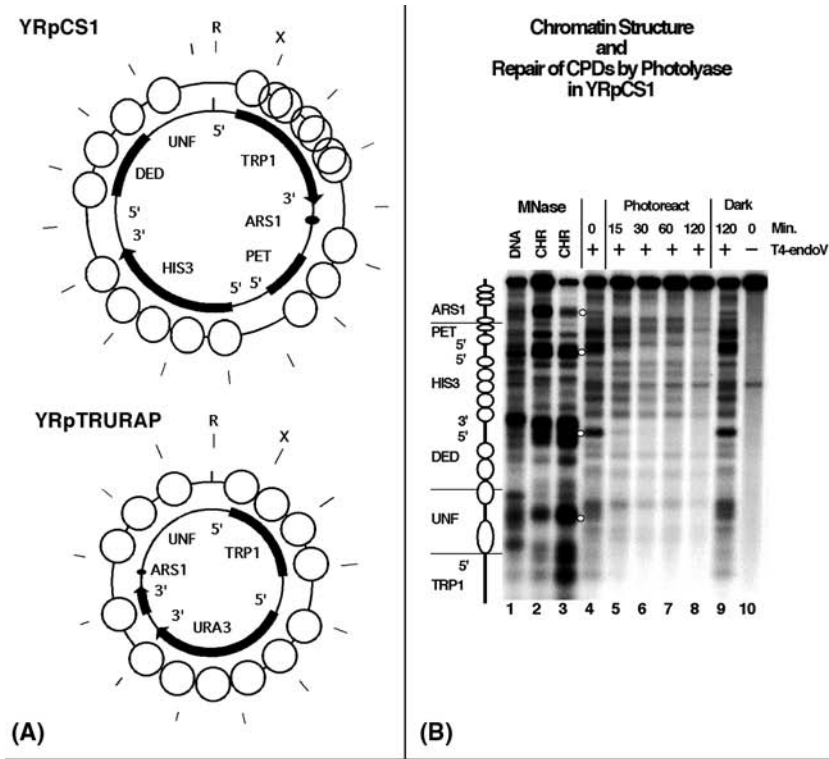 YRpCS1
R
X
UNF
5'
TRP1
DED
3'
ARS1
5'
3'
PET
HIS3
5'
5'
YRpTRURAP
R
X
UNF
5'
TRP1
ARS1
3'
3'
5'
URA3
(A)
Chromatin Structure
and
Repair of CPDs by Photolyase
in YRpCS1
MNase Photoreact Dark
DNA CHR CHR 0 15 30 60 120 120 0 Min.
+ + + + + + − T4-endoV
ARS1
PET
5'
5'
HIS3
3'
5'
DED
UNF
5'
TRP1
1 2 3 4 5 6 7 8 9 10
(B)